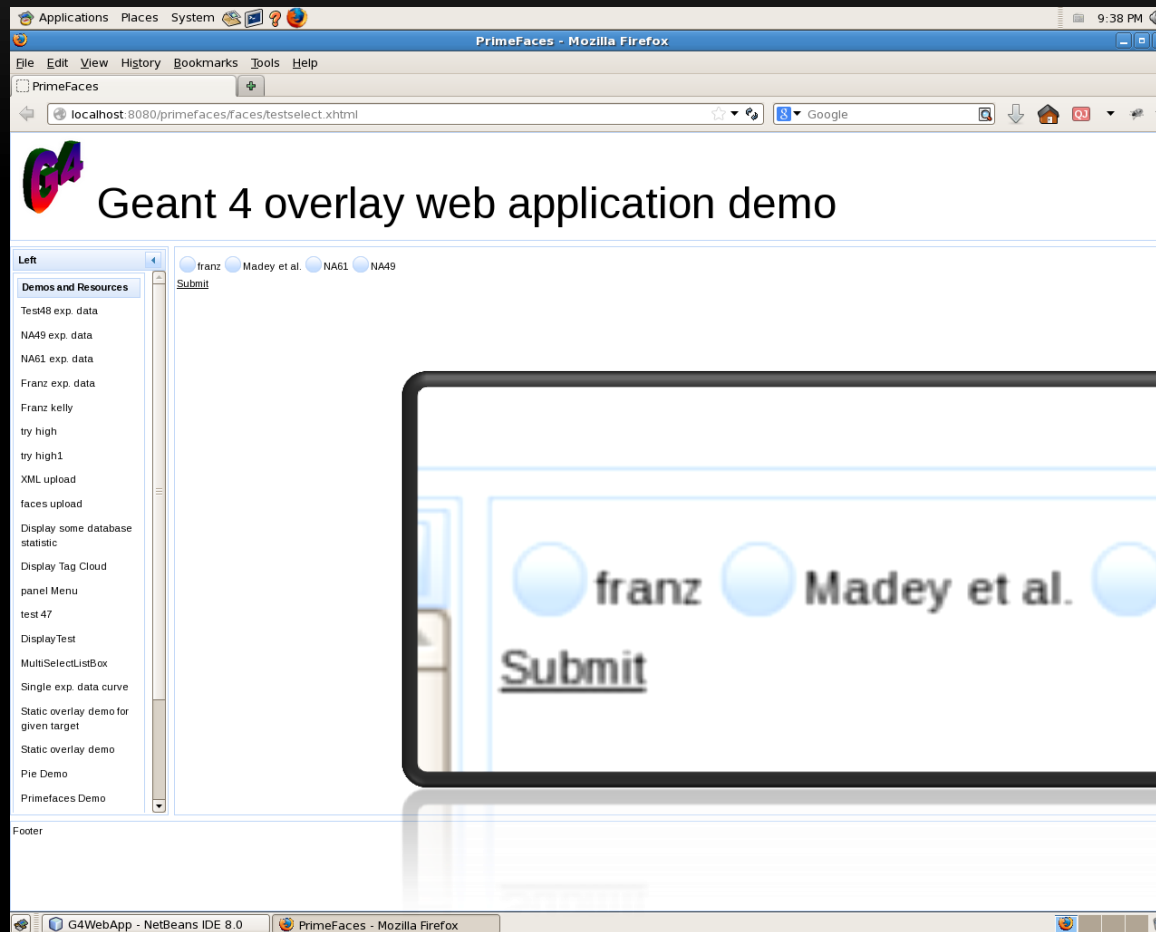 Applications Places System 9:38 PM
PrimeFaces - Mozilla Firefox
File Edit View History Bookmarks Tools Help
PrimeFaces
localhost:8080/primefaces/faces/testselect.xhtml
8 Google QJ
G4 Geant 4 overlay web application demo
Left
Demos and Resources
Test48 exp. data
NA49 exp. data
NA61 exp. data
Franz exp. data
Franz kelly
try high
try high1
XML upload
faces upload
Display some database
statistic
Display Tag Cloud
panel Menu
test 47
DisplayTest
MultiSelectListBox
Single exp. data curve
Static overlay demo for
given target
Static overlay demo
Pie Demo
Primefaces Demo
franz Madey et al. NA61 NA49
Submit
franz Madey et al.
Submit
Footer
G4WebApp - NetBeans IDE 8.0 PrimeFaces - Mozilla Firefox